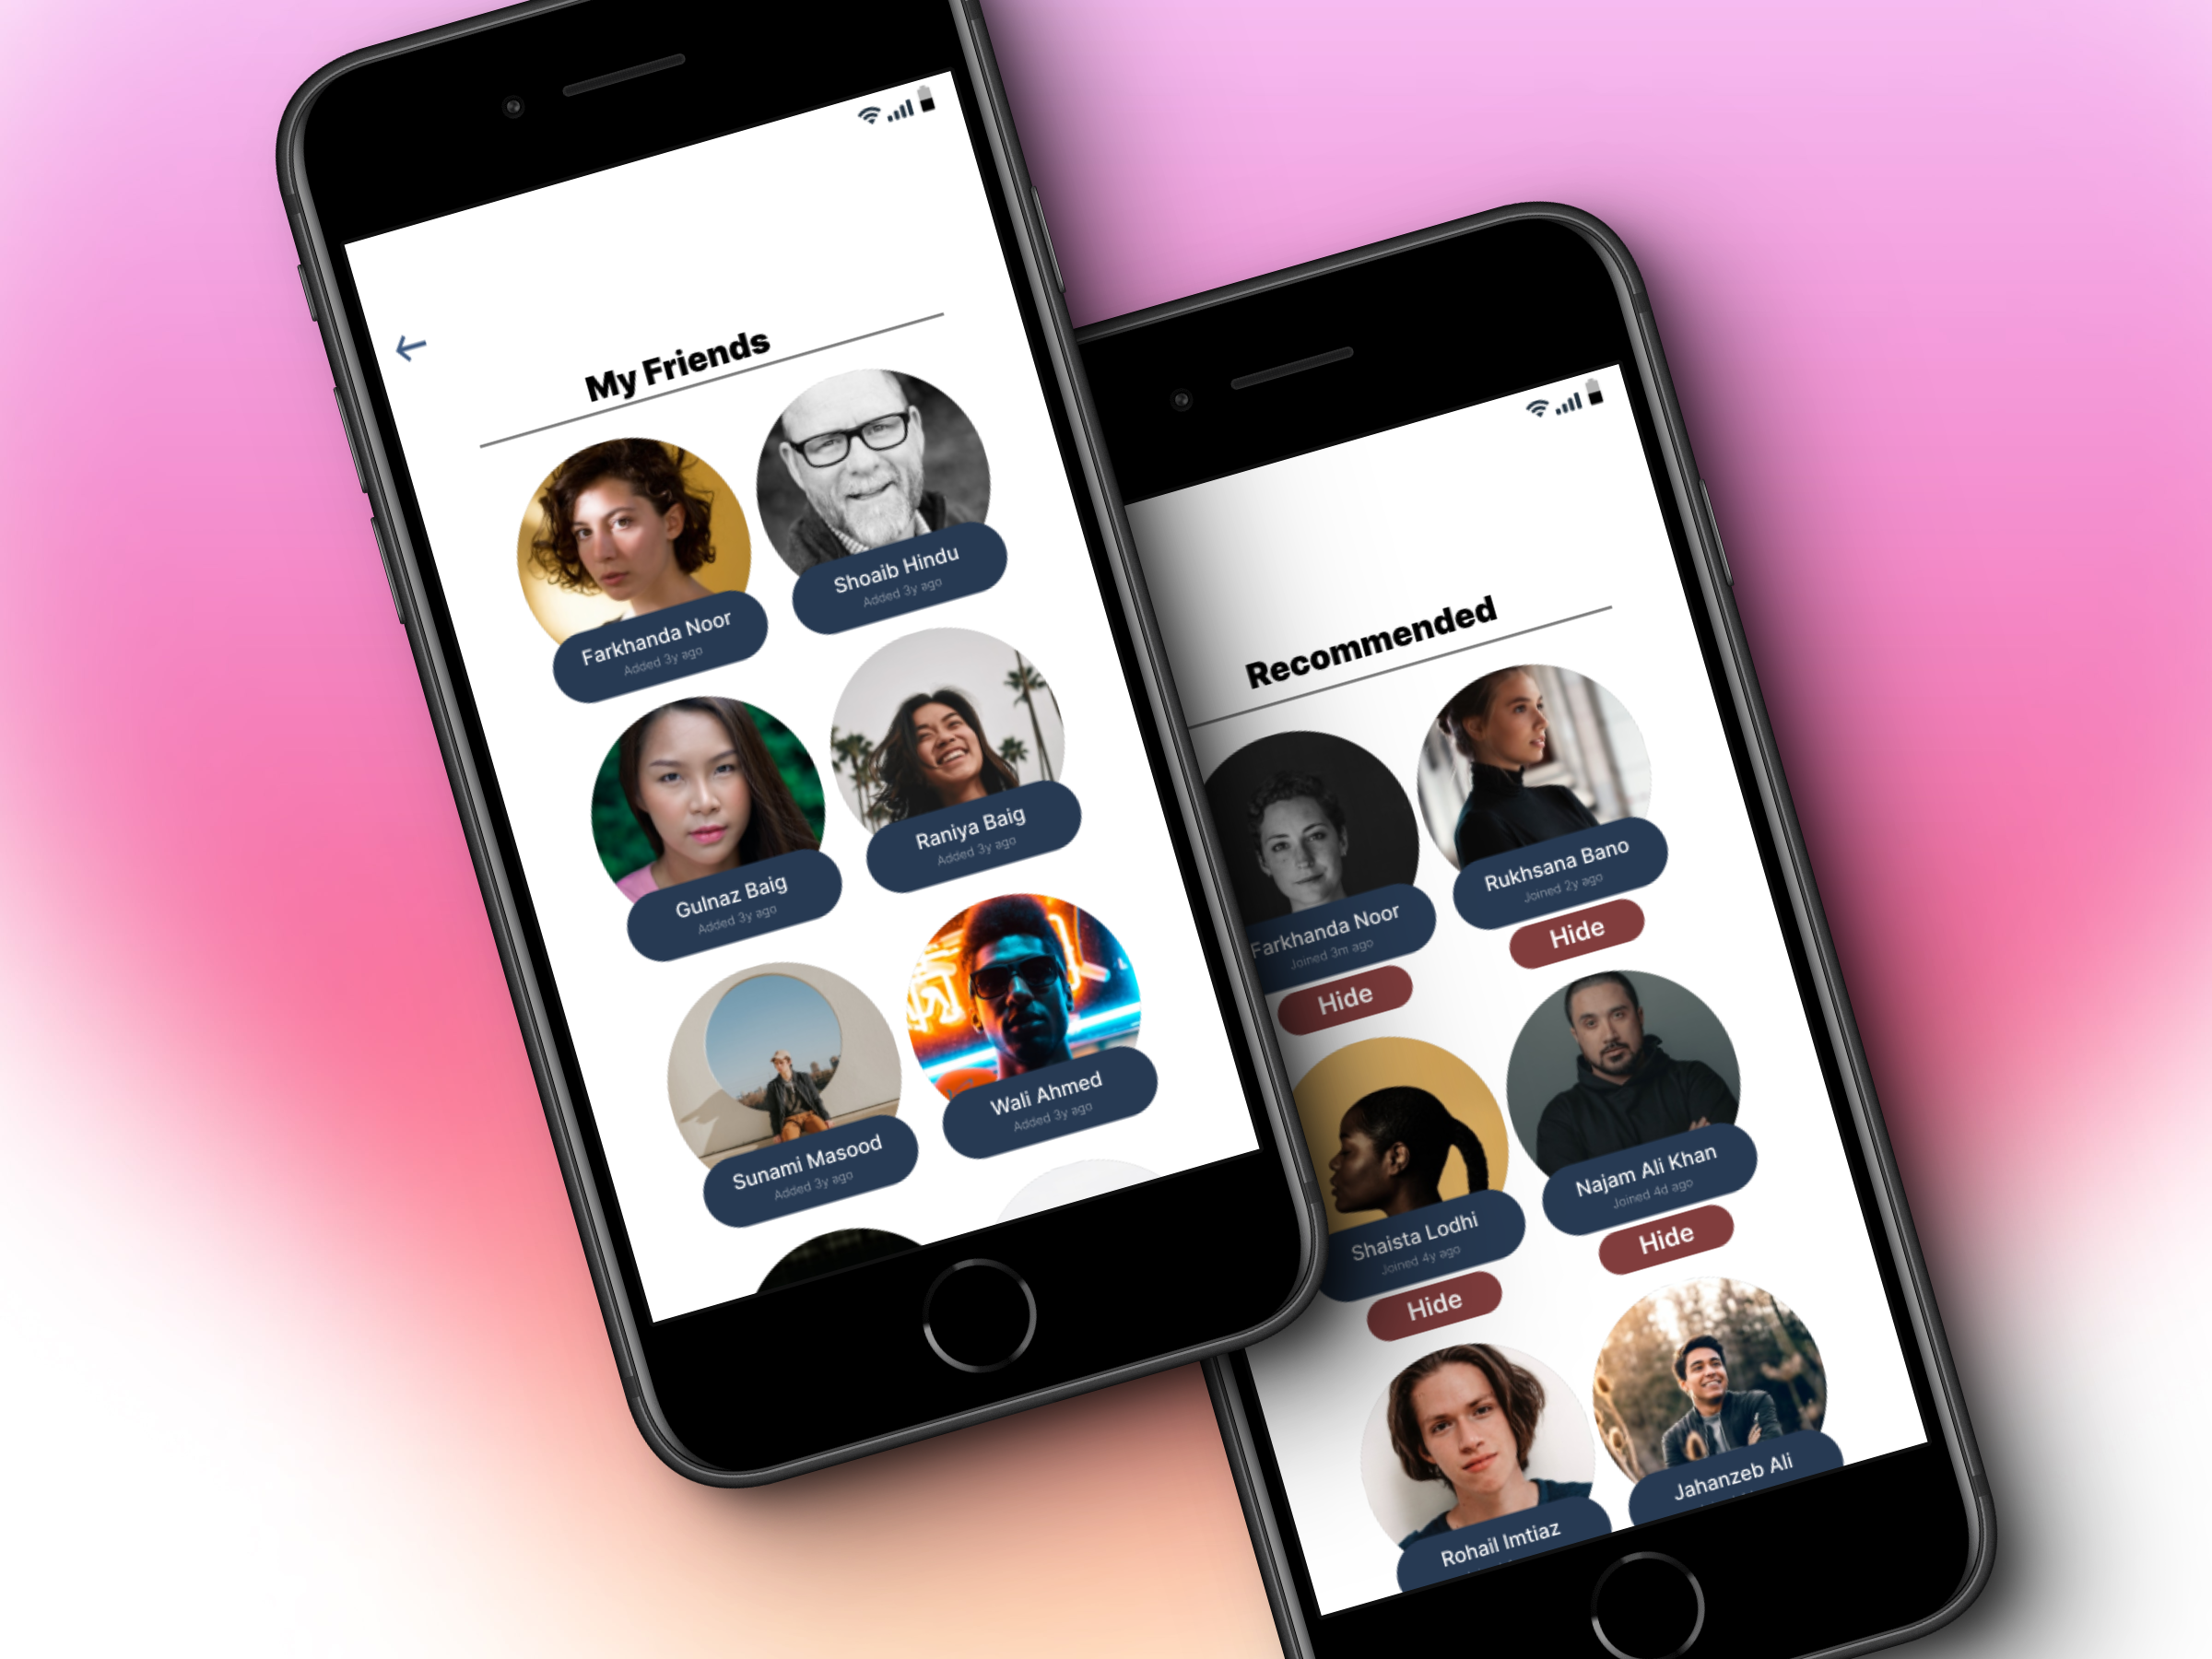 My Friends
Farkhanda Noor
Added 3y ago
Shoaib Hindu
Added 3y ago
Gulnaz Baig
Added 3y ago
Raniya Baig
Added 3y ago
Sunami Masood
Added 3y ago
Wali Ahmed
Added 3y ago
Recommended
Farkhanda Noor
Joined 3m ago
Hide
Rukhsana Bano
Joined 2y ago
Hide
Shaista Lodhi
Joined 4y ago
Hide
Najam Ali Khan
Joined 4d ago
Hide
Rohail Imtiaz
Jahanzeb Ali